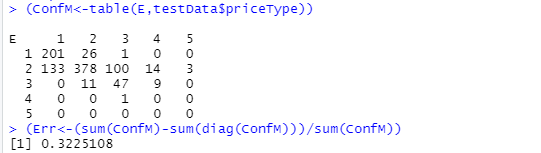 > (ConfM<-table(E,testData$priceType))
E 1 2 3 4 5
1 201 26 1 0 0
2 133 378 100 14 3
3 0 11 47 9 0
4 0 0 1 0 0
5 0 0 0 0 0
> (Err<-(sum(ConfM)-sum(diag(ConfM)))/sum(ConfM))
[1] 0.3225108